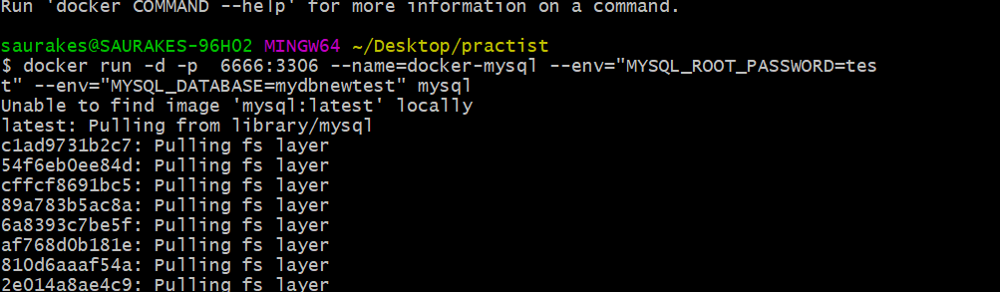 Run 'docker COMMAND --help' for more information on a command.
saurakes@SAURAKES-96H02 MINGW64 ~/Desktop/practist
$ docker run -d -p  6666:3306 --name=docker-mysql --env="MYSQL_ROOT_PASSWORD=tes
t" --env="MYSQL_DATABASE=mydbnewtest" mysql
Unable to find image 'mysql:latest' locally
latest: Pulling from library/mysql
c1ad9731b2c7: Pulling fs layer
54f6eb0ee84d: Pulling fs layer
cffcf8691bc5: Pulling fs layer
89a783b5ac8a: Pulling fs layer
6a8393c7be5f: Pulling fs layer
af768d0b181e: Pulling fs layer
810d6aaaf54a: Pulling fs layer
2e014a8ae4c9: Pulling fs layer